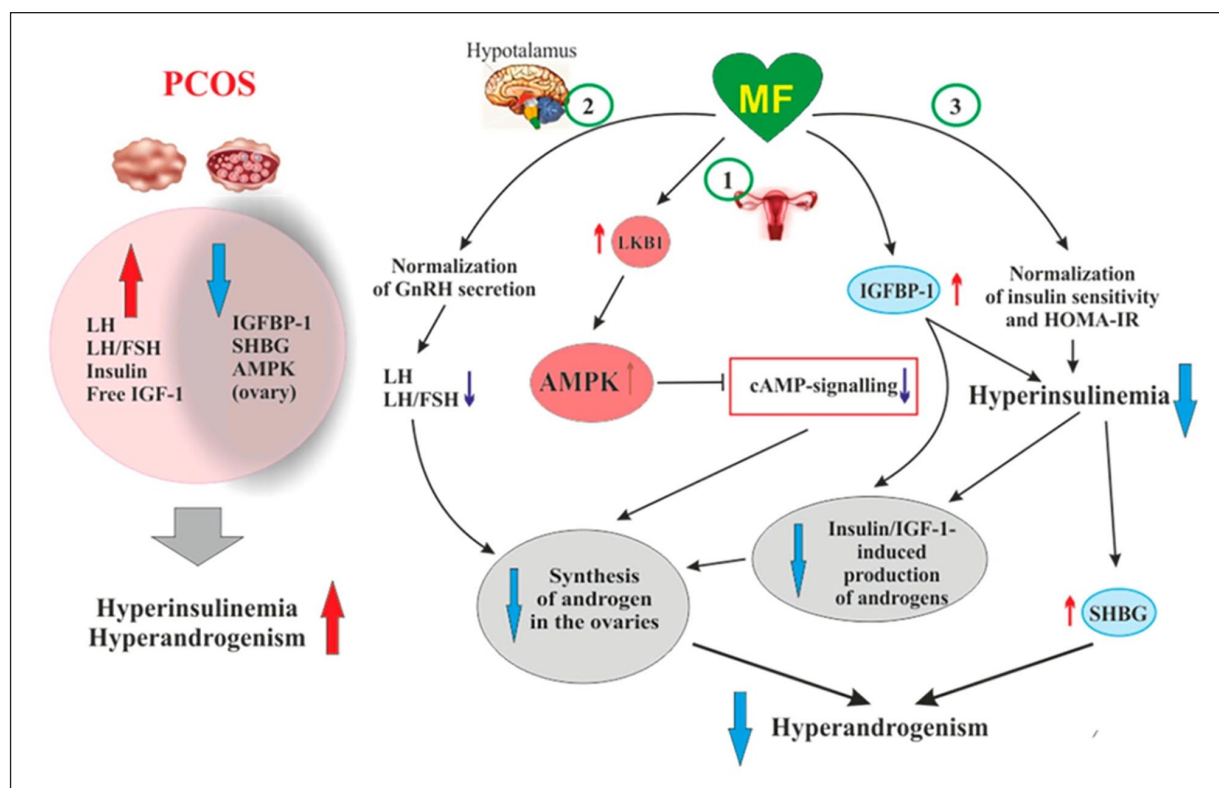 PCOS
LH
LH/FSH
Insulin
Free IGF-1
IGFBP-1
SHBG
AMPK
(ovary)
Hyperinsulinemia
Hyperandrogenism
Hypotalamus
2
MF
3
1
LKB1
Normalization
of GnRH secretion
IGFBP-1
Normalization
of insulin sensitivity
and HOMA-IR
LH
LH/FSH
AMPK
cAMP-signalling
Hyperinsulinemia
Synthesis
of androgen
in the ovaries
Insulin/IGF-1-
induced
production
of androgens
SHBG
Hyperandrogenism